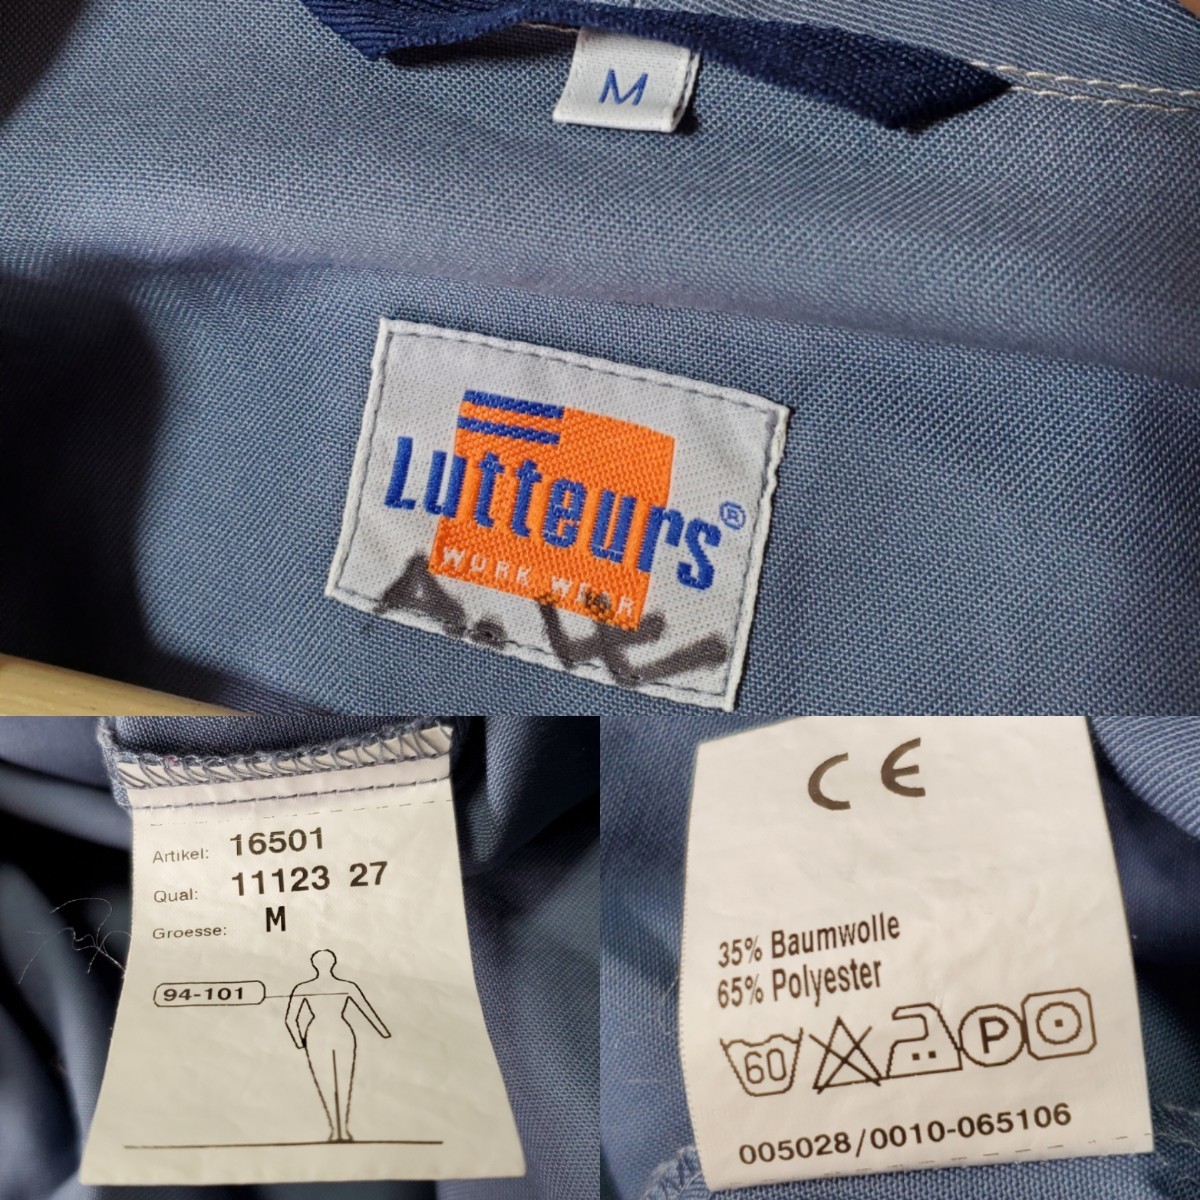 M
Lutteurs®
WORK WEAR
A. W.
Artikel: 16501
Qual: 11123 27
Groesse: M
94-101
CE
35% Baumwolle
65% Polyester
60 P
005028/0010-065106